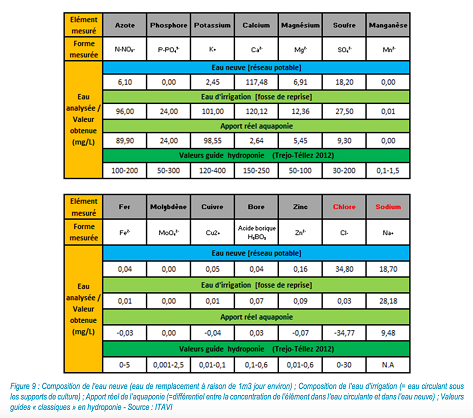 Elément mesuré Azote Phosphore Potassium Calcium Magnésium Soufre Manganèse
Forme mesurée N-NO₃- P-PO₄³- K+ Ca²⁺ Mg²⁺ SO₄²- Mn²⁺
Eau analysée / Valeur obtenue (mg/L)
Eau neuve [réseau potable]
6,10 0,00 2,45 117,48 6,91 18,20 0,00
Eau d'irrigation [fosse de reprise]
96,00 24,00 101,00 120,12 12,36 27,50 0,01
Apport réel aquaponie
89,90 24,00 98,55 2,64 5,45 9,30 0,00
Valeurs guide hydroponie (Trejo-Téllez 2012)
100-200 50-300 120-400 150-250 50-100 30-200 0,1-1,5
Elément mesuré Fer Molybdène Cuivre Bore Zinc Chlore Sodium
Forme mesurée Fe²⁺ MoO₄²- Cu2+ Acide borique H₃BO₃ Zn²⁺ Cl- Na+
Eau analysée / Valeur obtenue (mg/L)
Eau neuve [réseau potable]
0,04 0,00 0,05 0,04 0,16 34,80 18,70
Eau d'irrigation [fosse de reprise]
0,01 0,00 0,01 0,07 0,09 0,03 28,18
Apport réel aquaponie
-0,03 0,00 -0,04 0,03 -0,07 -34,77 9,48
Valeurs guide hydroponie (Trejo-Téllez 2012)
0-5 0,001-2,5 0,01-1 0,1-0,6 0,1-0,6 0-30 N.A
Figure 9 : Composition de l'eau neuve (eau de remplacement à raison de 1m3 jour environ) ; Composition de l'eau d'irrigation (= eau circulant sous
les supports de culture) ; Apport réel de l'aquaponie (=différentiel entre la concentration de l'élément dans l'eau circulante et dans l'eau neuve) ; Valeurs
guides « classiques » en hydroponie - Source : ITAVI